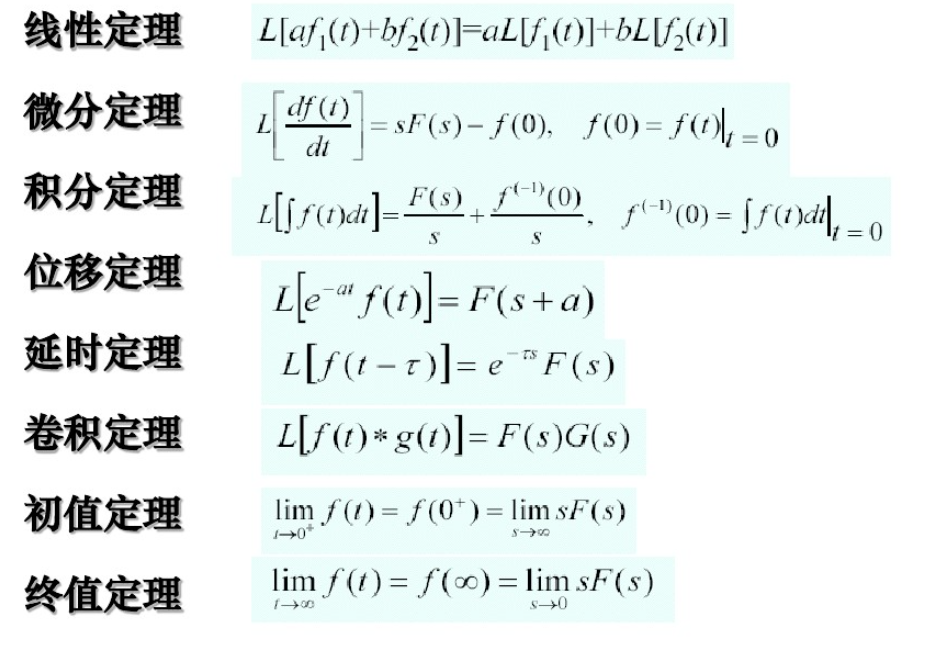 线性定理 L[af₁(t)+bf₂(t)]=aL[f₁(t)]+bL[f₂(t)]
微分定理 L[df(t)/dt] = sF(s) − f(0), f(0) = f(t)|t = 0
积分定理 L[∫f(t)dt] = F(s)/s + f⁽⁻¹⁾(0)/s, f⁽⁻¹⁾(0) = ∫f(t)dt|t = 0
位移定理 L[e⁻ᵃᵗ f(t)] = F(s + a)
延时定理 L[f(t − τ)] = e^(−τs) F(s)
卷积定理 L[f(t) * g(t)] = F(s)G(s)
初值定理 lim t→0⁺ f(t) = f(0⁺) = lim s→∞ sF(s)
终值定理 lim t→∞ f(t) = f(∞) = lim s→0 sF(s)